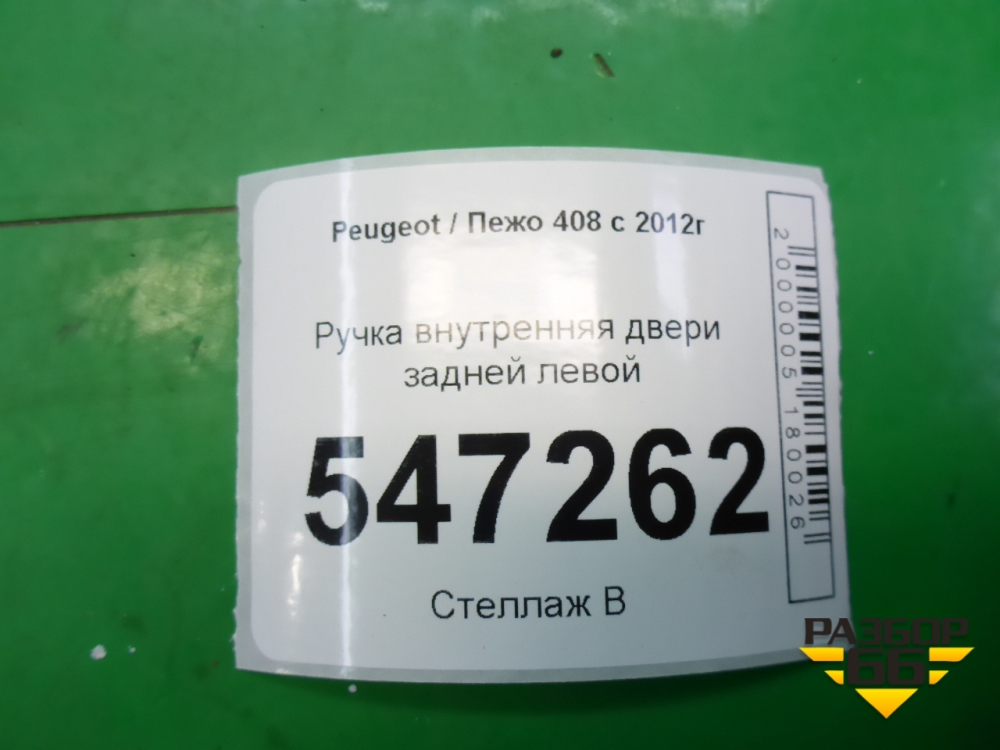 Peugeot / Пежо 408 с 2012г
Ручка внутренняя двери
задней левой
547262
Стеллаж В
2000005180026
РАЗБОР
66